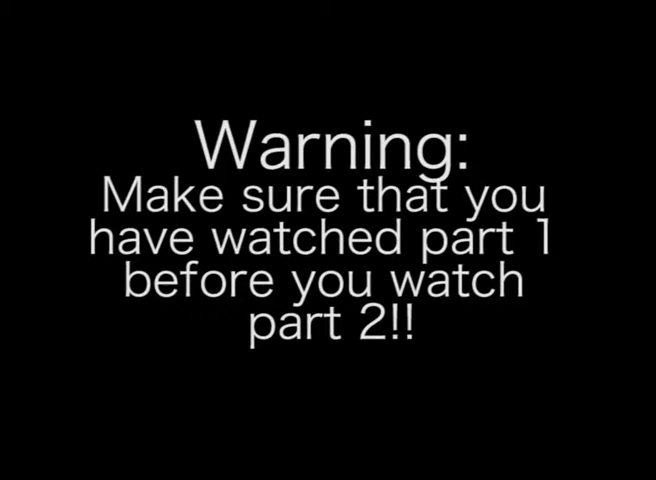 Warning:
Make sure that you
have watched part 1
before you watch
part 2!!